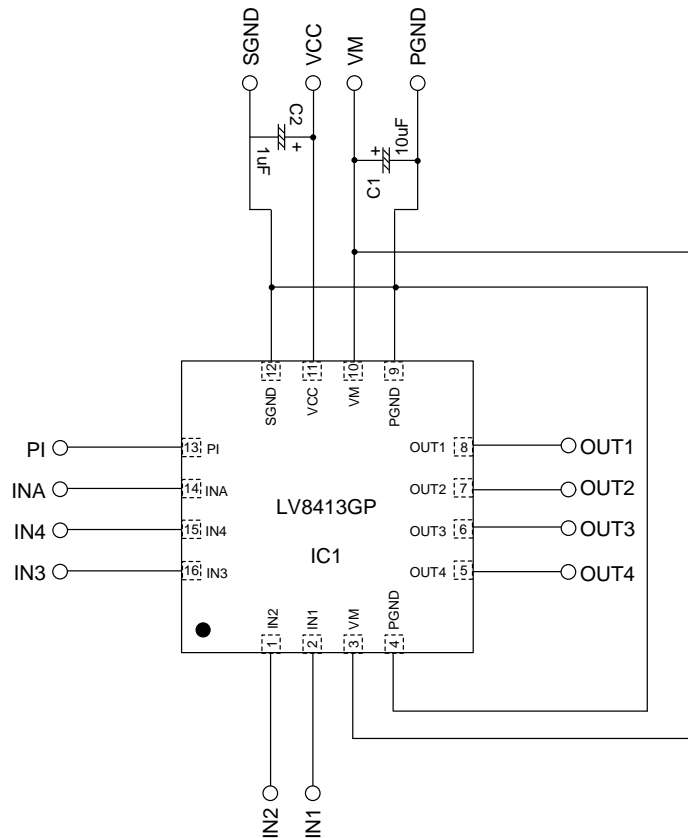 SGND
VCC
VM
PGND
C2
1uF
+
+
10uF
C1
12
11
10
9
SGND
VCC
VM
PGND
PI
13
PI
INA
14
INA
IN4
15
IN4
IN3
16
IN3
LV8413GP
IC1
OUT1
8
OUT1
OUT2
7
OUT2
OUT3
6
OUT3
OUT4
5
OUT4
IN2
IN1
VM
PGND
1
2
3
4
IN2
IN1